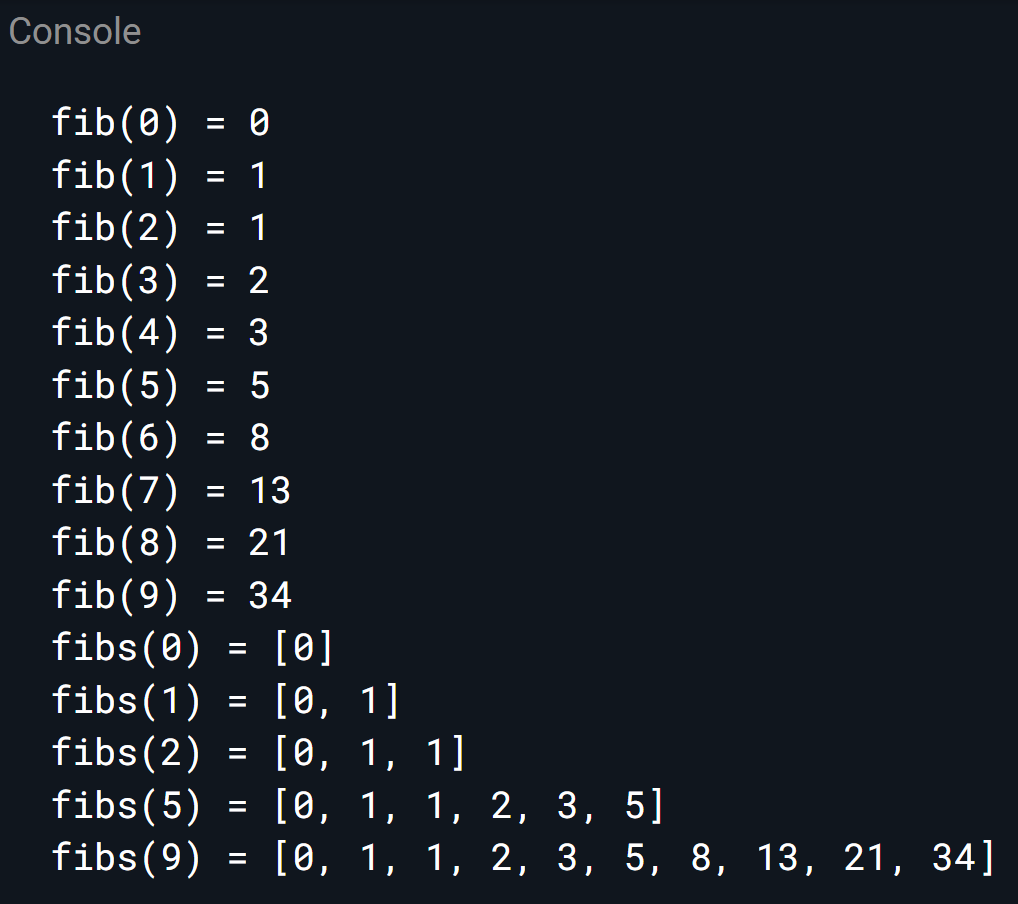 Console
fib(0) = 0
fib(1) = 1
fib(2) = 1
fib(3) = 2
fib(4) = 3
fib(5) = 5
fib(6) = 8
fib(7) = 13
fib(8) = 21
fib(9) = 34
fibs(0) = [0]
fibs(1) = [0, 1]
fibs(2) = [0, 1, 1]
fibs(5) = [0, 1, 1, 2, 3, 5]
fibs(9) = [0, 1, 1, 2, 3, 5, 8, 13, 21, 34]